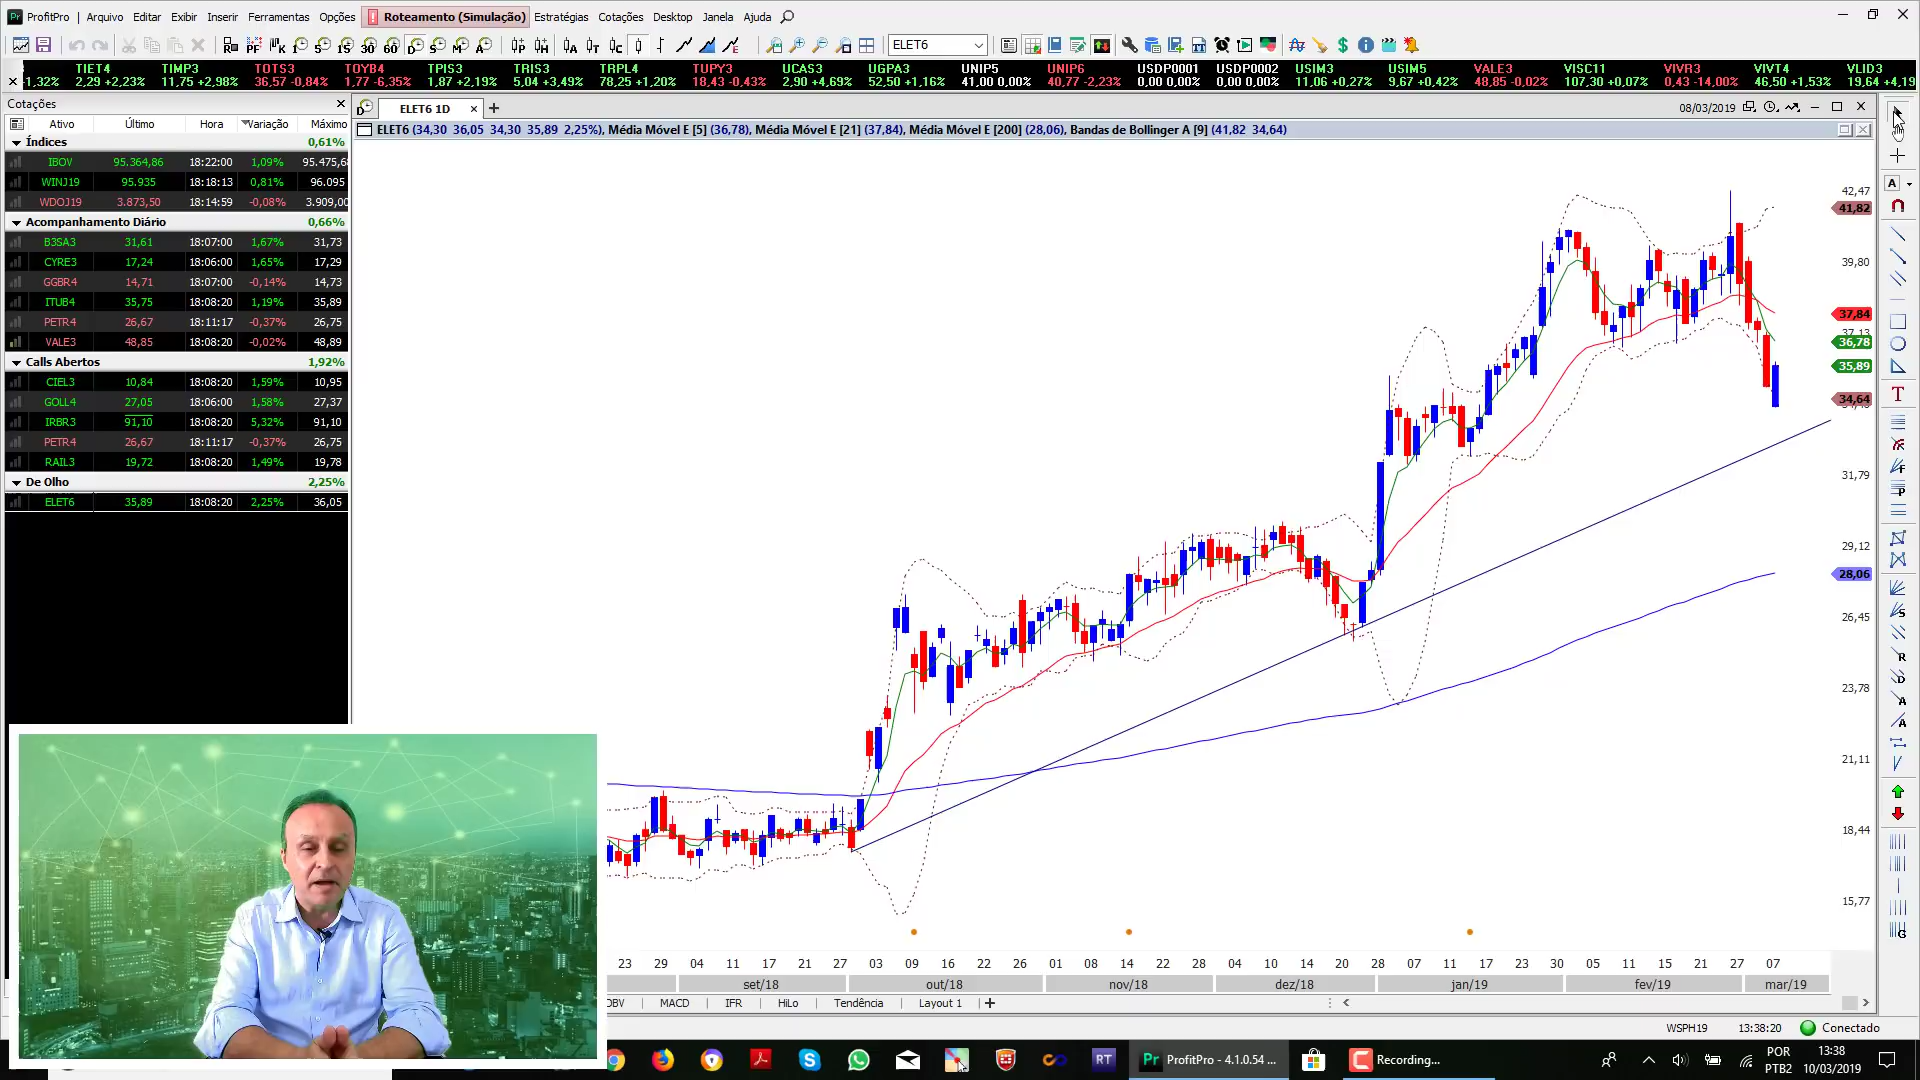 ProfitPro Arquivo Editar Exibir Inserir Ferramentas Opções Roteamento (Simulação) Estratégias Cotações Desktop Janela Ajuda
ELET6
TIET4 TIMP3 TOTS3 TOYB4 TPIS3 TRIS3 TRPL4 TUPY3 UCAS3 UGPA3 UNIP5 UNIP6 USDP0001 USDP0002 USIM3 USIM5 VALE3 VISC11 VIVR3 VIVT4 VLID3
-1,32% 2,29 +2,23% 11,75 +2,98% 36,57 -0,84% 1,77 -6,35% 1,87 +2,19% 5,04 +3,49% 78,25 +1,20% 18,43 -0,43% 2,90 +4,69% 52,50 +1,16% 41,00 0,00% 40,77 -2,23% 0,00 0,00% 0,00 0,00% 11,06 +0,27% 9,67 +0,42% 48,85 -0,02% 107,30 +0,07% 0,43 -14,00% 46,50 +1,53% 19,64 +4,19
Cotações
ELET6 1D
08/03/2019
Ativo Último Hora Variação Máximo
ELET6 (34,30 36,05 34,30 35,89 2,25%), Média Móvel E [5] (36,78), Média Móvel E [21] (37,84), Média Móvel E [200] (28,06), Bandas de Bollinger A [9] (41,82 34,64)
Índices 0,61%
IBOV 95.364,86 18:22:00 1,09% 95.475,6
WINJ19 95.935 18:18:13 0,81% 96.095
WDOJ19 3.873,50 18:14:59 -0,08% 3.909,00
Acompanhamento Diário 0,66%
B3SA3 31,61 18:07:00 1,67% 31,73
CYRE3 17,24 18:06:00 1,65% 17,29
GGBR4 14,71 18:07:00 -0,14% 14,73
ITUB4 35,75 18:08:20 1,19% 35,89
PETR4 26,67 18:11:17 -0,37% 26,75
VALE3 48,85 18:08:20 -0,02% 48,89
Calls Abertos 1,92%
CIEL3 10,84 18:08:20 1,59% 10,95
GOLL4 27,05 18:06:00 1,58% 27,37
IRBR3 91,10 18:08:20 5,32% 91,10
PETR4 26,67 18:11:17 -0,37% 26,75
RAIL3 19,72 18:08:20 1,49% 19,78
De Olho 2,25%
ELET6 35,89 18:08:20 2,25% 36,05
42,47
41,82
39,80
37,84
37,13
36,78
35,89
34,64
31,79
29,12
28,06
26,45
23,78
21,11
18,44
15,77
23 29 04 11 17 21 27 03 09 16 22 26 01 08 14 22 28 04 10 14 20 28 07 11 17 23 30 05 11 15 21 27 07
set/18 out/18 nov/18 dez/18 jan/19 fev/19 mar/19
OBV MACD IFR HiLo Tendência Layout 1
WSPH19 13:38:20 Conectado
RT
Pr ProfitPro - 4.1.0.54 ...
Recording...
POR
PTB2
13:38
10/03/2019